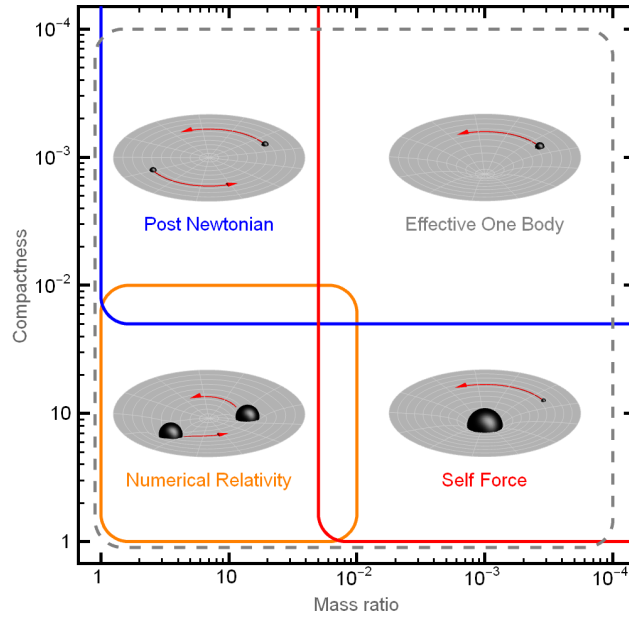 10⁻⁴
10⁻³
Post Newtonian
Effective One Body
Compactness
10⁻²
10
Numerical Relativity
Self Force
1
1
10
10⁻²
10⁻³
10⁻⁴
Mass ratio